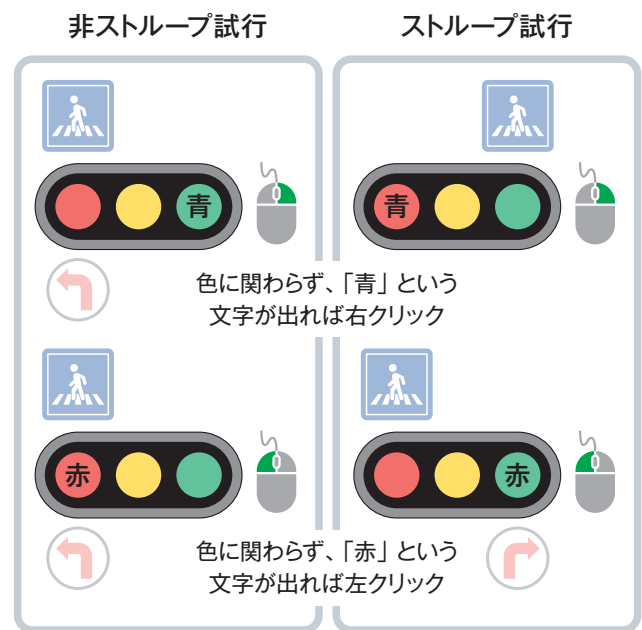 非ストループ試行
ストループ試行
青
青
色に関わらず、「青」という
文字が出れば右クリック
赤
赤
色に関わらず、「赤」という
文字が出れば左クリック